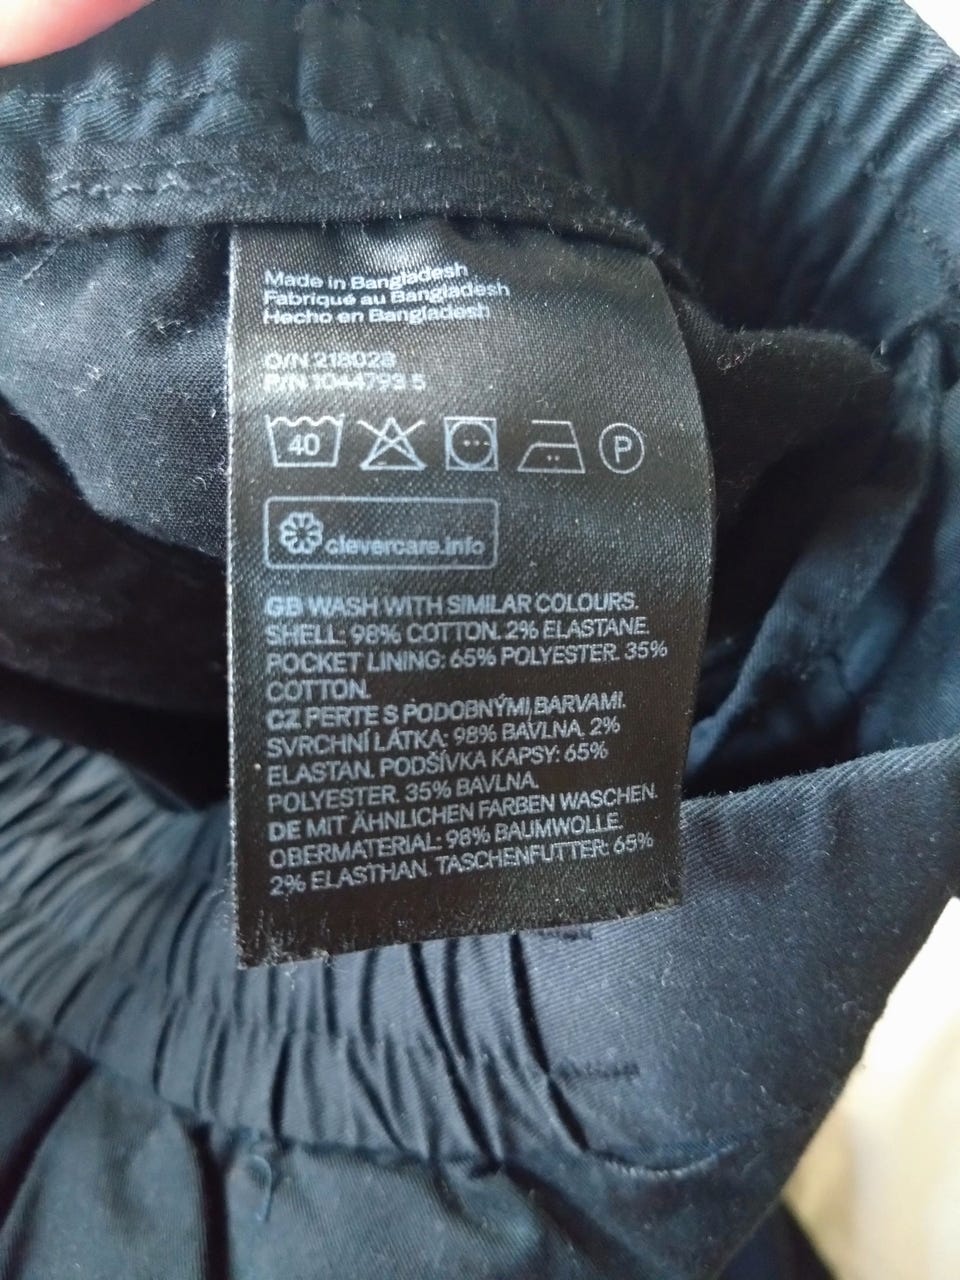 Made in Bangladesh
Fabriqué au Bangladesh
Hecho en Bangladesh
O/N 218028
P/N 1044793 5
40
P
clevercare.info
GB WASH WITH SIMILAR COLOURS.
SHELL: 98% COTTON. 2% ELASTANE.
POCKET LINING: 65% POLYESTER. 35%
COTTON.
CZ PERTE S PODOBNÝMI BARVAMI.
SVRCHNÍ LÁTKA: 98% BAVLNA. 2%
ELASTAN. PODŠÍVKA KAPSY: 65%
POLYESTER. 35% BAVLNA.
DE MIT ÄHNLICHEN FARBEN WASCHEN.
OBERMATERIAL: 98% BAUMWOLLE.
2% ELASTHAN. TASCHENFUTTER: 65%